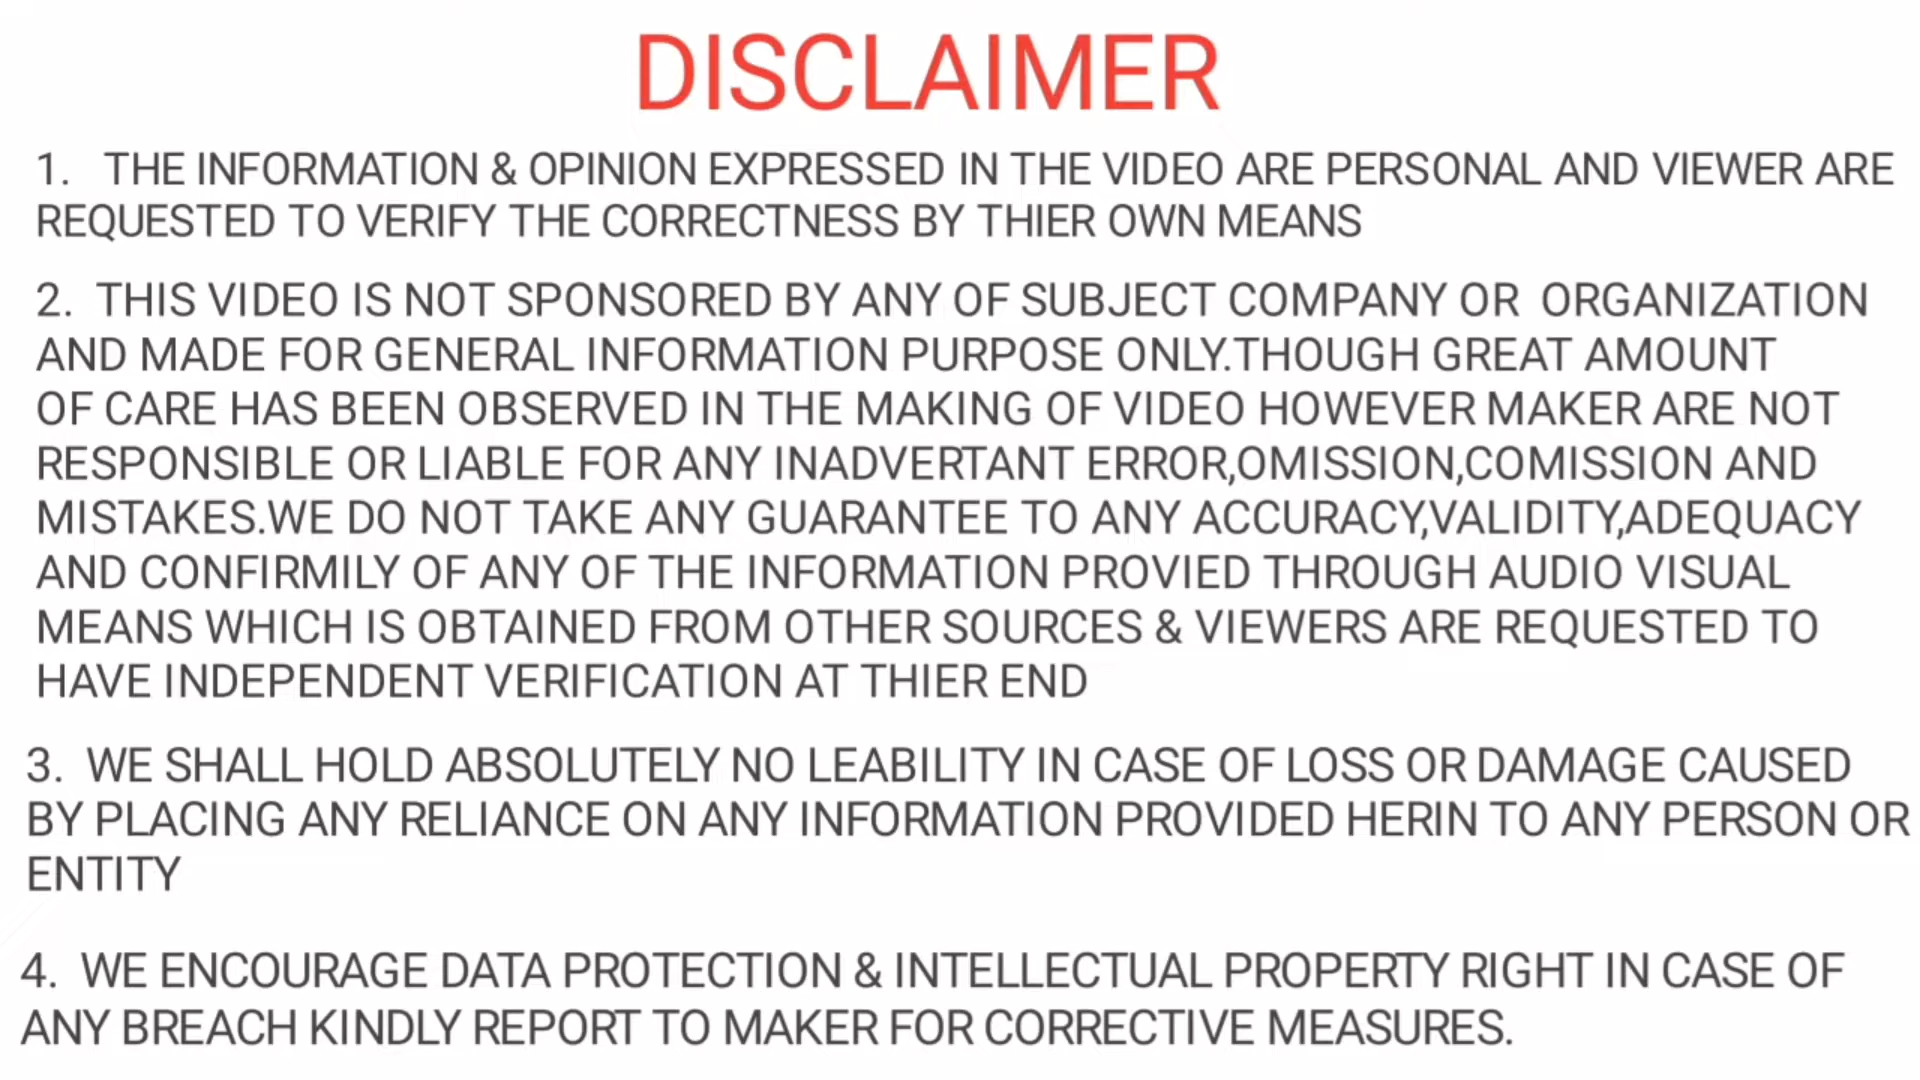 DISCLAIMER
1. THE INFORMATION & OPINION EXPRESSED IN THE VIDEO ARE PERSONAL AND VIEWER ARE
REQUESTED TO VERIFY THE CORRECTNESS BY THIER OWN MEANS
2. THIS VIDEO IS NOT SPONSORED BY ANY OF SUBJECT COMPANY OR ORGANIZATION
AND MADE FOR GENERAL INFORMATION PURPOSE ONLY.THOUGH GREAT AMOUNT
OF CARE HAS BEEN OBSERVED IN THE MAKING OF VIDEO HOWEVER MAKER ARE NOT
RESPONSIBLE OR LIABLE FOR ANY INADVERTANT ERROR,OMISSION,COMISSION AND
MISTAKES.WE DO NOT TAKE ANY GUARANTEE TO ANY ACCURACY,VALIDITY,ADEQUACY
AND CONFIRMILY OF ANY OF THE INFORMATION PROVIED THROUGH AUDIO VISUAL
MEANS WHICH IS OBTAINED FROM OTHER SOURCES & VIEWERS ARE REQUESTED TO
HAVE INDEPENDENT VERIFICATION AT THIER END
3. WE SHALL HOLD ABSOLUTELY NO LEABILITY IN CASE OF LOSS OR DAMAGE CAUSED
BY PLACING ANY RELIANCE ON ANY INFORMATION PROVIDED HERIN TO ANY PERSON OR
ENTITY
4. WE ENCOURAGE DATA PROTECTION & INTELLECTUAL PROPERTY RIGHT IN CASE OF
ANY BREACH KINDLY REPORT TO MAKER FOR CORRECTIVE MEASURES.